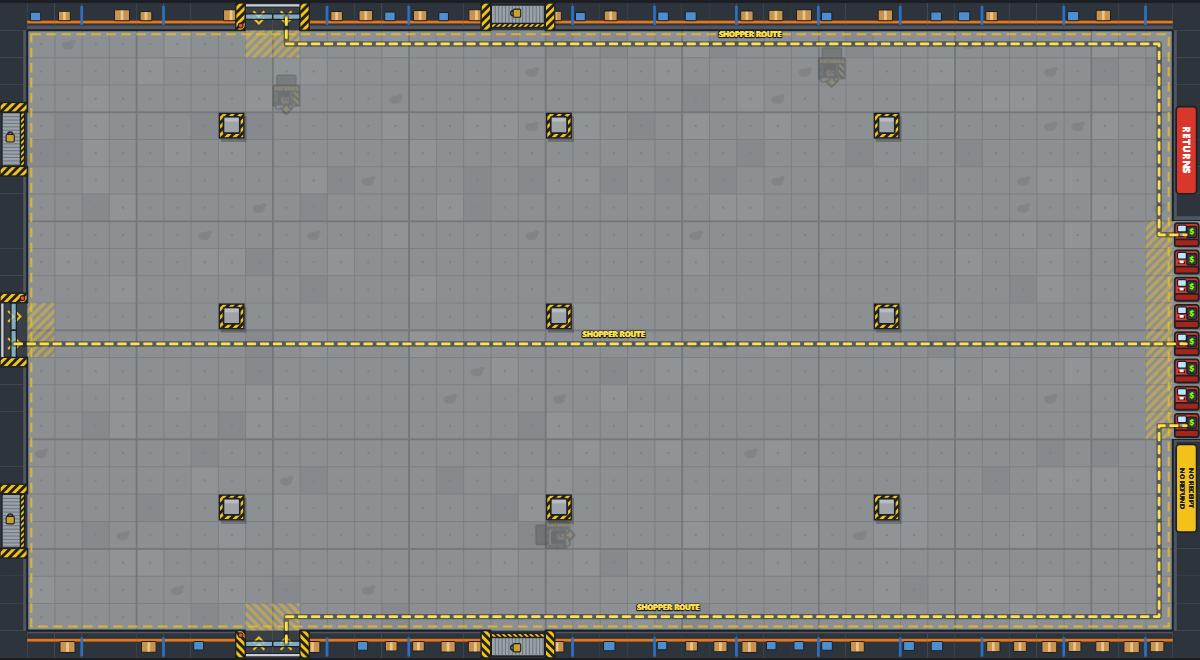 SHOPPER ROUTE
RETURNS
$
$
$
$
SHOPPER ROUTE
$
$
$
$
NO RECEIPT
NO REFUND
SHOPPER ROUTE